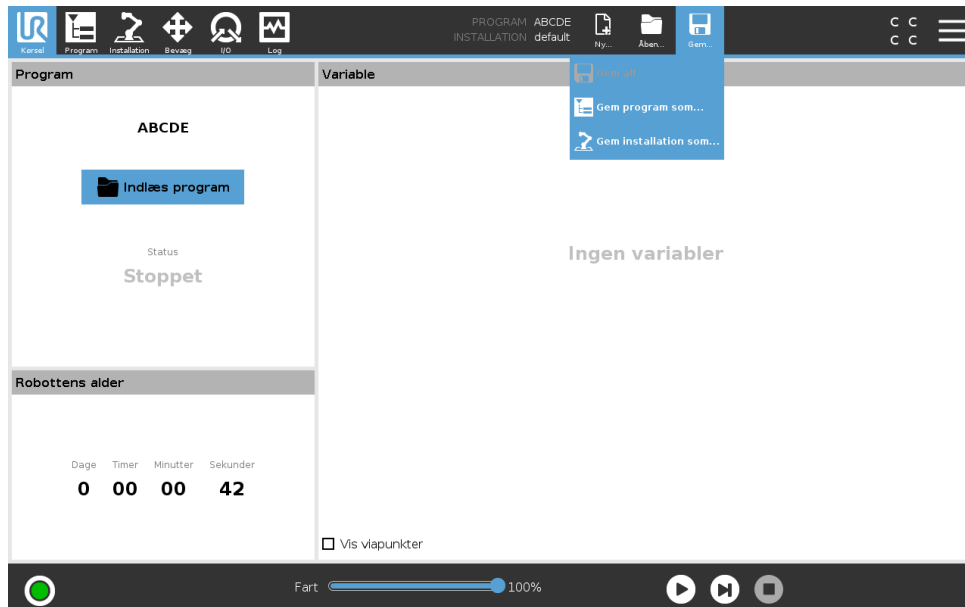 PROGRAM ABCDE
INSTALLATION default
Kørsel Program Installation Bevæg I/O Log Ny... Åben... Gem...
C C
C C
Program
Variable
Gem alt
Gem program som...
Gem installation som...
ABCDE
Indlæs program
Status
Stoppet
Ingen variabler
Robottens alder
Dage Timer Minutter Sekunder
0 00 00 42
Vis viapunkter
Fart 100%